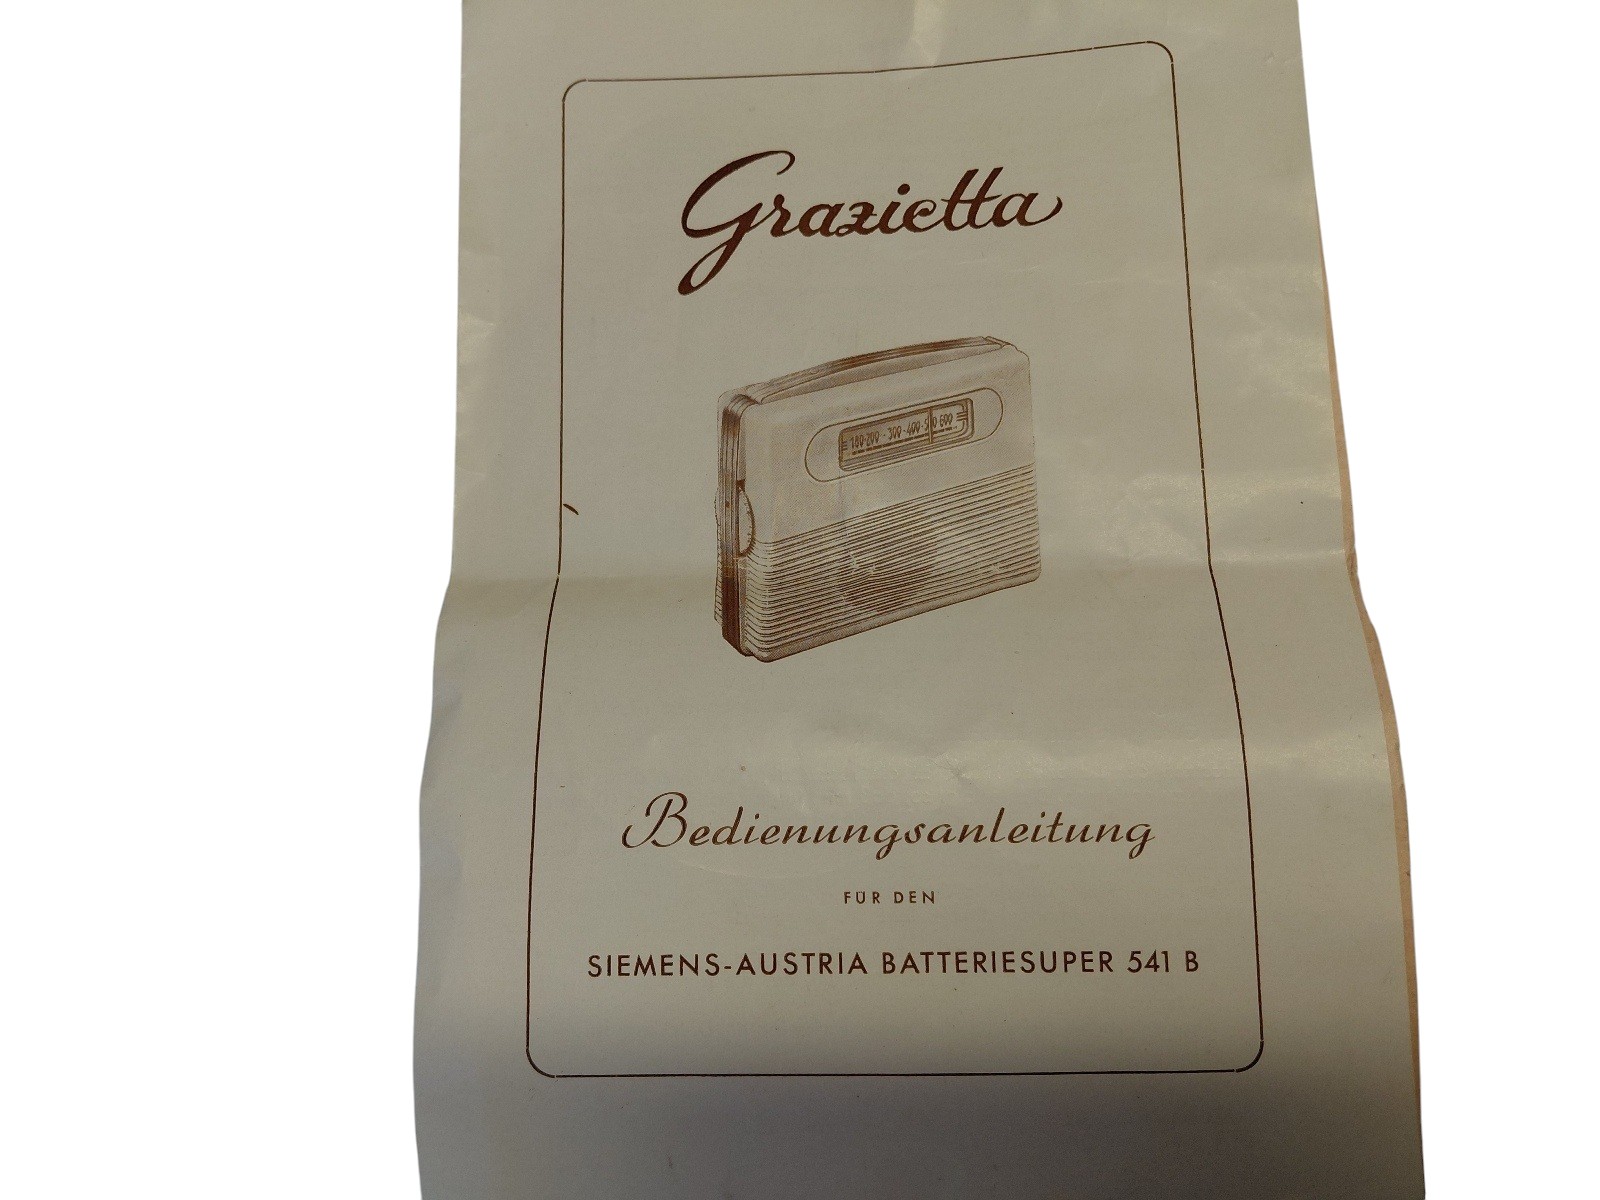 Grazietta
180-200-300-400-500-600
Bedienungsanleitung
FÜR DEN
SIEMENS-AUSTRIA BATTERIESUPER 541 B